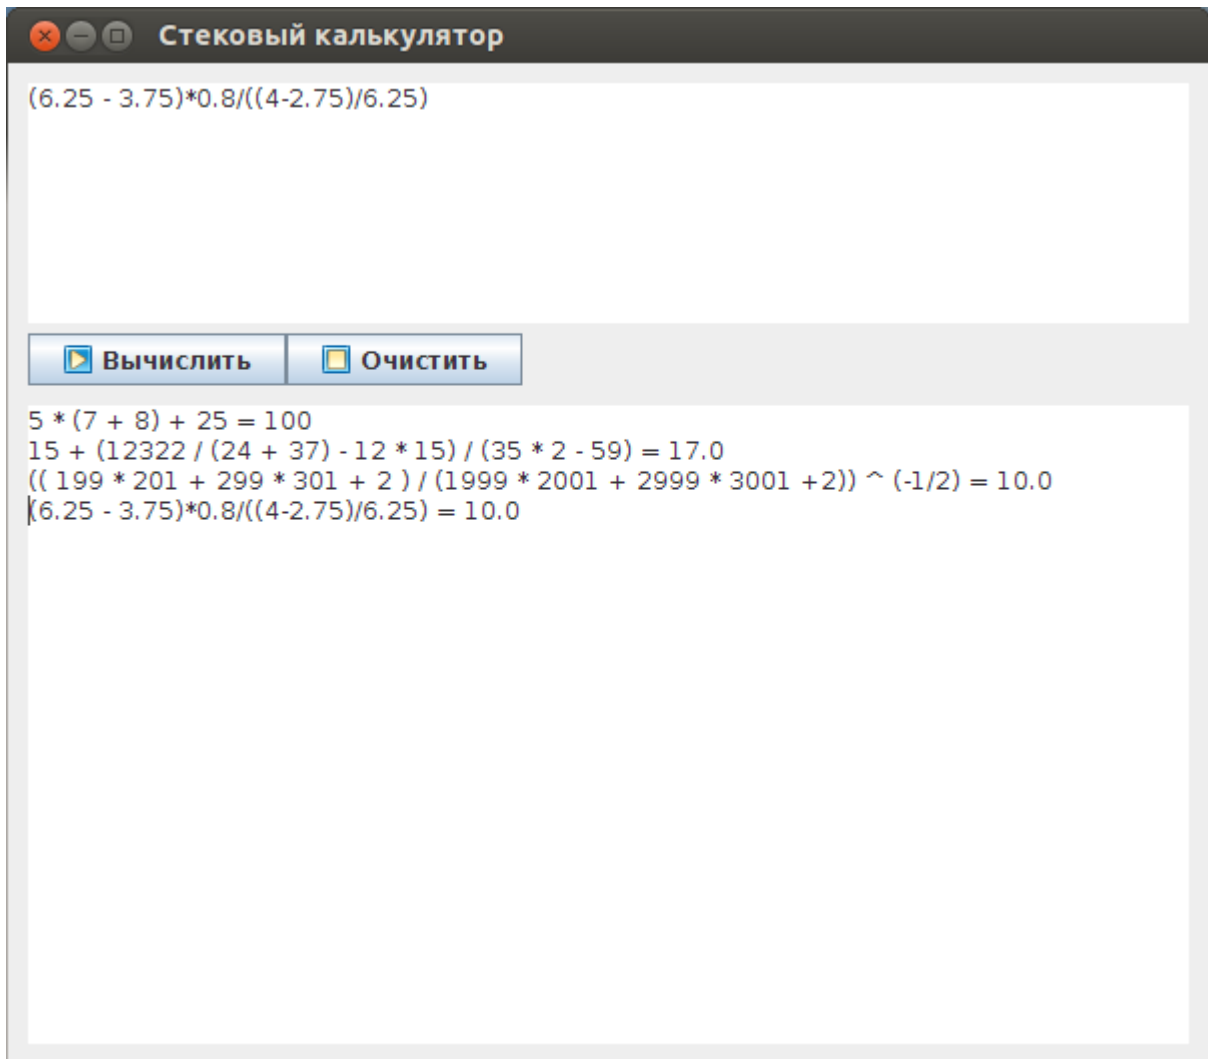 Стековый калькулятор
(6.25 - 3.75)*0.8/((4-2.75)/6.25)
Вычислить
Очистить
5 * (7 + 8) + 25 = 100
15 + (12322 / (24 + 37) - 12 * 15) / (35 * 2 - 59) = 17.0
(( 199 * 201 + 299 * 301 + 2 ) / (1999 * 2001 + 2999 * 3001 +2)) ^ (-1/2) = 10.0
(6.25 - 3.75)*0.8/((4-2.75)/6.25) = 10.0